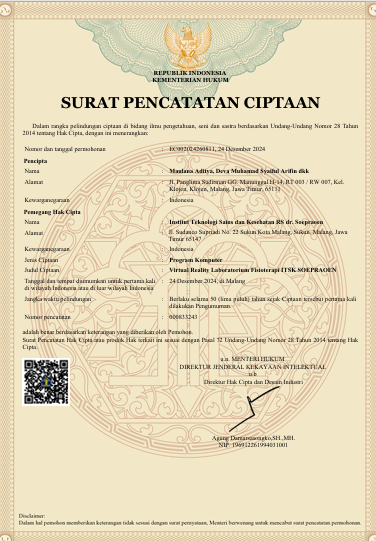 REPUBLIK INDONESIA
KEMENTERIAN HUKUM
SURAT PENCATATAN CIPTAAN
Dalam rangka pelindungan ciptaan di bidang ilmu pengetahuan, seni dan sastra berdasarkan Undang-Undang Nomor 28 Tahun
2014 tentang Hak Cipta, dengan ini menerangkan:
Nomor dan tanggal permohonan : EC002024260811, 24 Desember 2024
Pencipta
Nama : Maulana Aditya, Deva Muhammad Syaiful Arifin dkk
Alamat : Jl. Panglima Sudirman GG. Manunggal H-14, RT 003 / RW 007, Kel.
Klojen, Klojen, Malang, Jawa Timur, 65111
Kewarganegaraan : Indonesia
Pemegang Hak Cipta
Nama : Institut Teknologi Sains dan Kesehatan RS dr. Soepraoen
Alamat : Jl. Sudanco Supriadi No. 22 Sukun Kota Malang, Sukun, Malang, Jawa
Timur 65147
Kewarganegaraan : Indonesia
Jenis Ciptaan : Program Komputer
Judul Ciptaan : Virtual Reality Laboratorium Fisioterapi ITSK SOEPRAOEN
Tanggal dan tempat diumumkan untuk pertama kali : 24 Desember 2024, di Malang
di wilayah Indonesia atau di luar wilayah Indonesia
Jangka waktu pelindungan : Berlaku selama 50 (lima puluh) tahun sejak Ciptaan tersebut pertama kali
dilakukan Pengumuman.
Nomor pencatatan : 000833243
adalah benar berdasarkan keterangan yang diberikan oleh Pemohon.
Surat Pencatatan Hak Cipta atau produk Hak terkait ini sesuai dengan Pasal 72 Undang-Undang Nomor 28 Tahun 2014 tentang Hak
Cipta.
a.n. MENTERI HUKUM
DIREKTUR JENDERAL KEKAYAAN INTELEKTUAL
u.b
Direktur Hak Cipta dan Desain Industri
Agung Damarsasongko,SH.,MH.
NIP. 196912261994031001
Disclaimer:
Dalam hal pemohon memberikan keterangan tidak sesuai dengan surat pernyataan, Menteri berwenang untuk mencabut surat pencatatan permohonan.